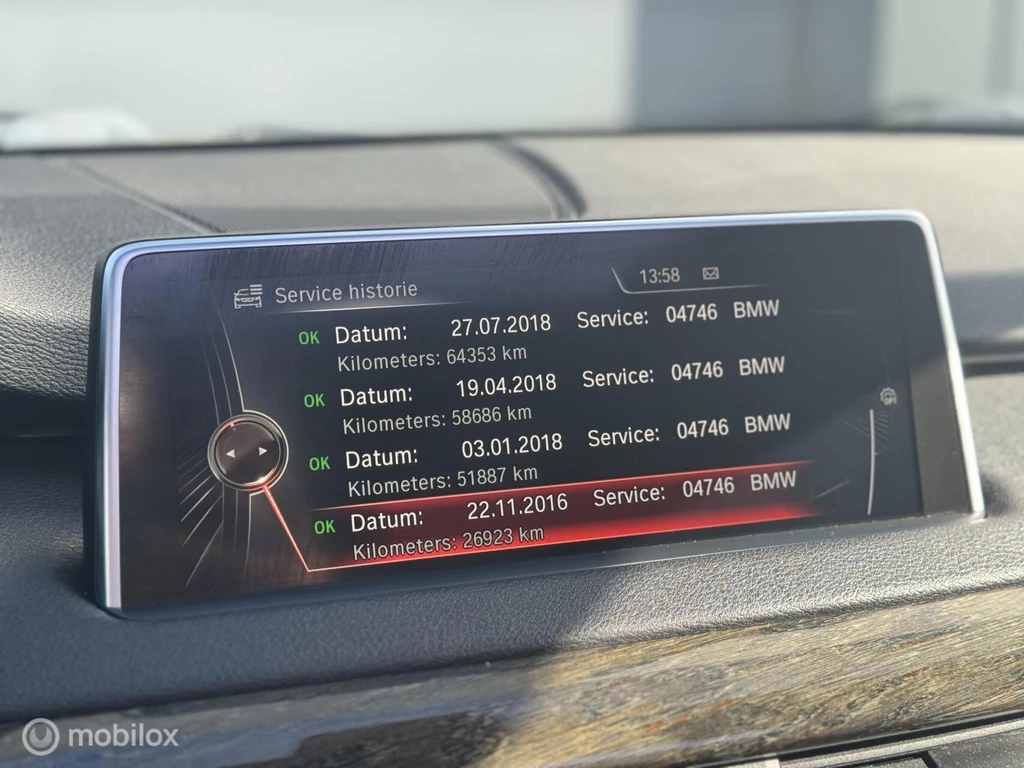 Service historie
13:58
OK Datum: 27.07.2018 Service: 04746 BMW
Kilometers: 64353 km
OK Datum: 19.04.2018 Service: 04746 BMW
Kilometers: 58686 km
OK Datum: 03.01.2018 Service: 04746 BMW
Kilometers: 51887 km
OK Datum: 22.11.2016 Service: 04746 BMW
Kilometers: 26923 km
mobilox